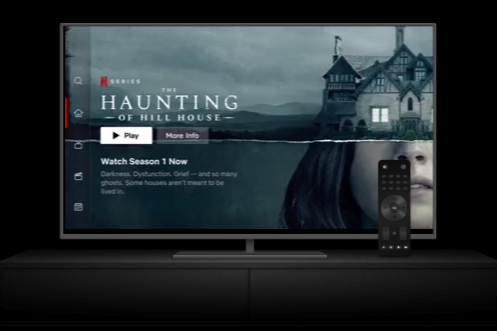 N SERIES
THE
HAUNTING
OF HILL HOUSE
Play
More Info
Watch Season 1 Now
Darkness. Dysfunction. Grief — and so many
ghosts. Some houses aren't meant to be
lived in.